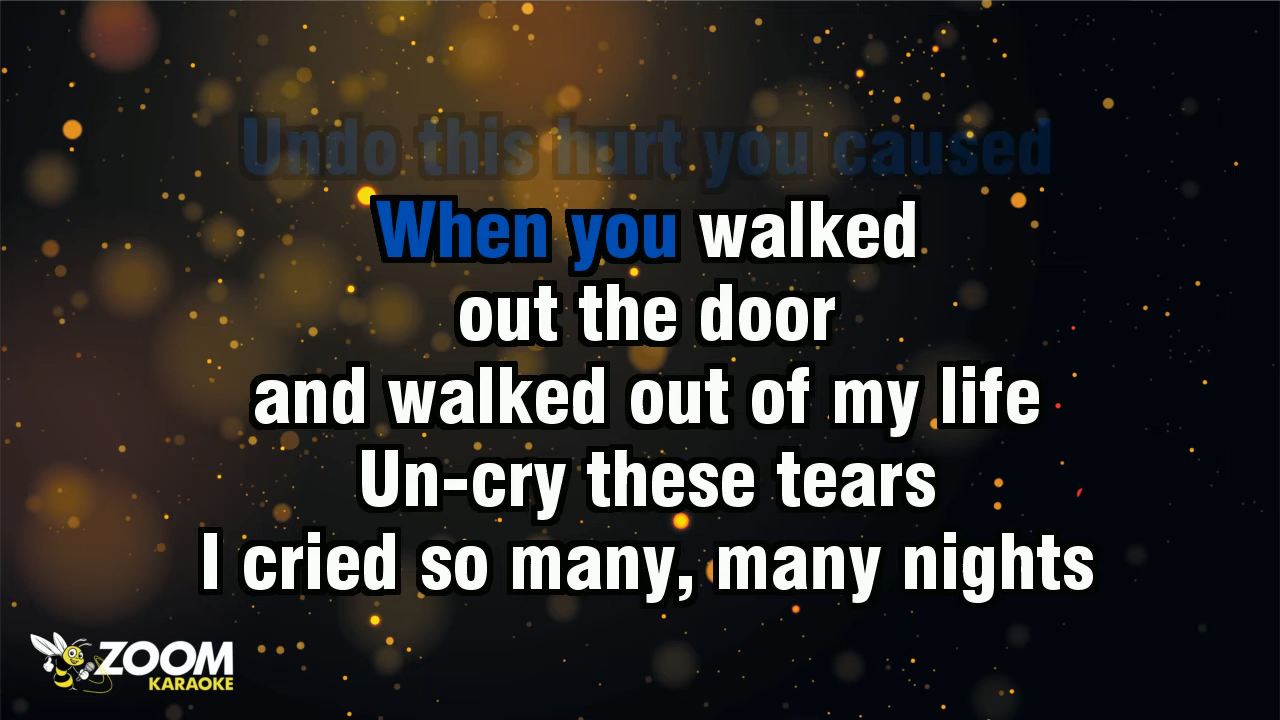 Undo this hurt you caused
When you walked
out the door
and walked out of my life
Un-cry these tears
I cried so many, many nights
ZOOM
KARAOKE